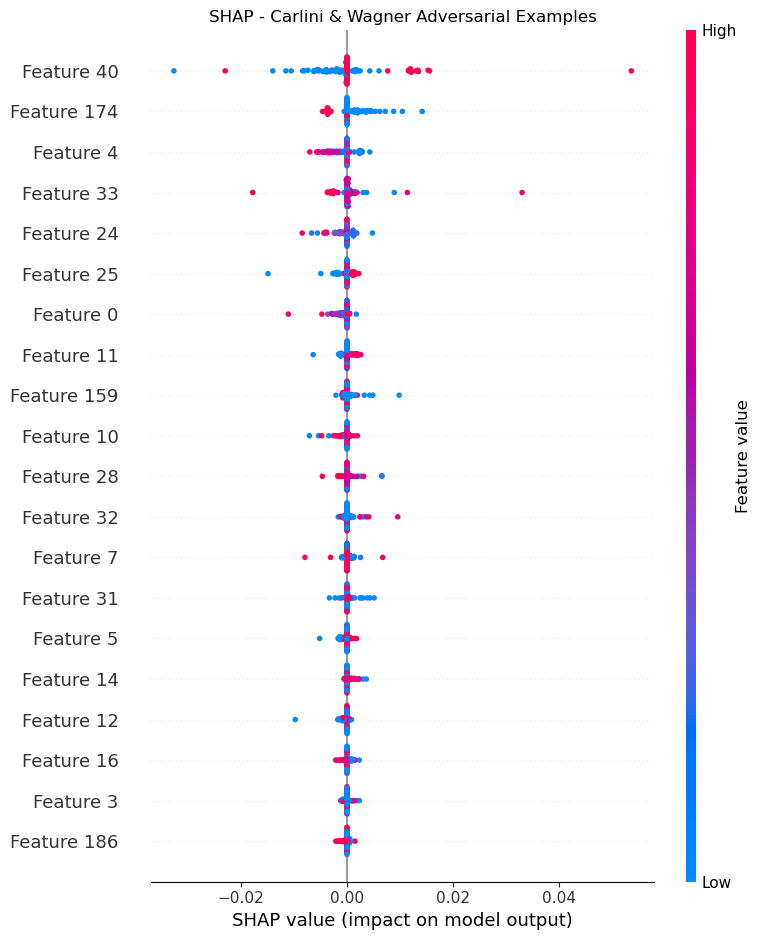 SHAP - Carlini & Wagner Adversarial Examples
High
Feature 40
Feature 174
Feature 4
Feature 33
Feature 24
Feature 25
Feature 0
Feature 11
Feature 159
Feature 10
Feature 28
Feature 32
Feature 7
Feature 31
Feature 5
Feature 14
Feature 12
Feature 16
Feature 3
Feature 186
Feature value
Low
−0.02 0.00 0.02 0.04
SHAP value (impact on model output)